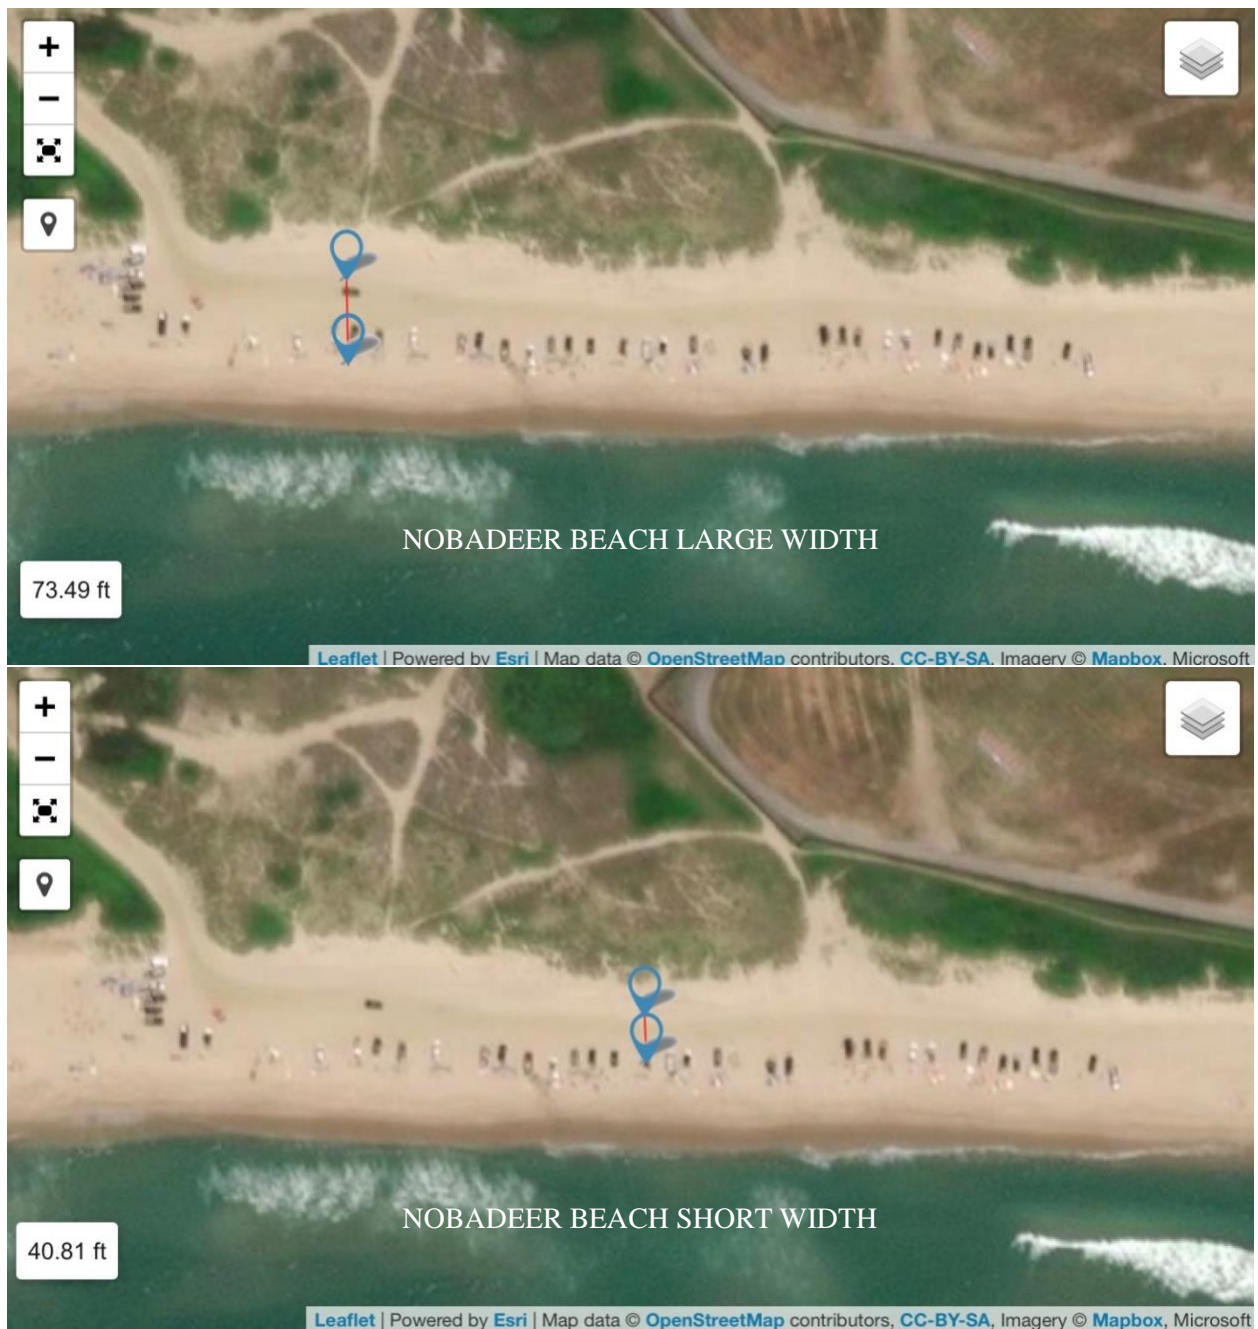 +
−
NOBADEER BEACH LARGE WIDTH
73.49 ft
Leaflet | Powered by Esri | Map data © OpenStreetMap contributors, CC-BY-SA, Imagery © Mapbox, Microsoft
+
−
NOBADEER BEACH SHORT WIDTH
40.81 ft
Leaflet | Powered by Esri | Map data © OpenStreetMap contributors, CC-BY-SA, Imagery © Mapbox, Microsoft